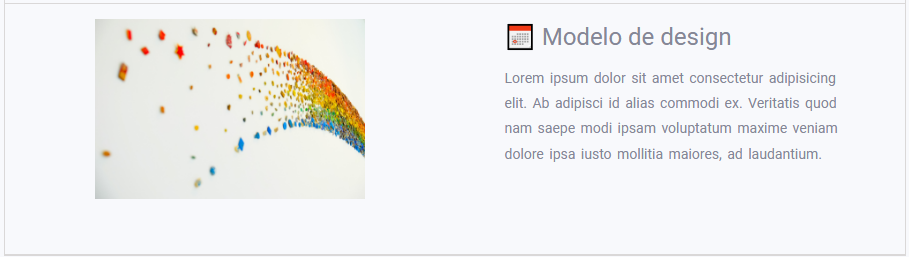 Modelo de design
Lorem ipsum dolor sit amet consectetur adipisicing
elit. Ab adipisci id alias commodi ex. Veritatis quod
nam saepe modi ipsam voluptatum maxime veniam
dolore ipsa iusto mollitia maiores, ad laudantium.